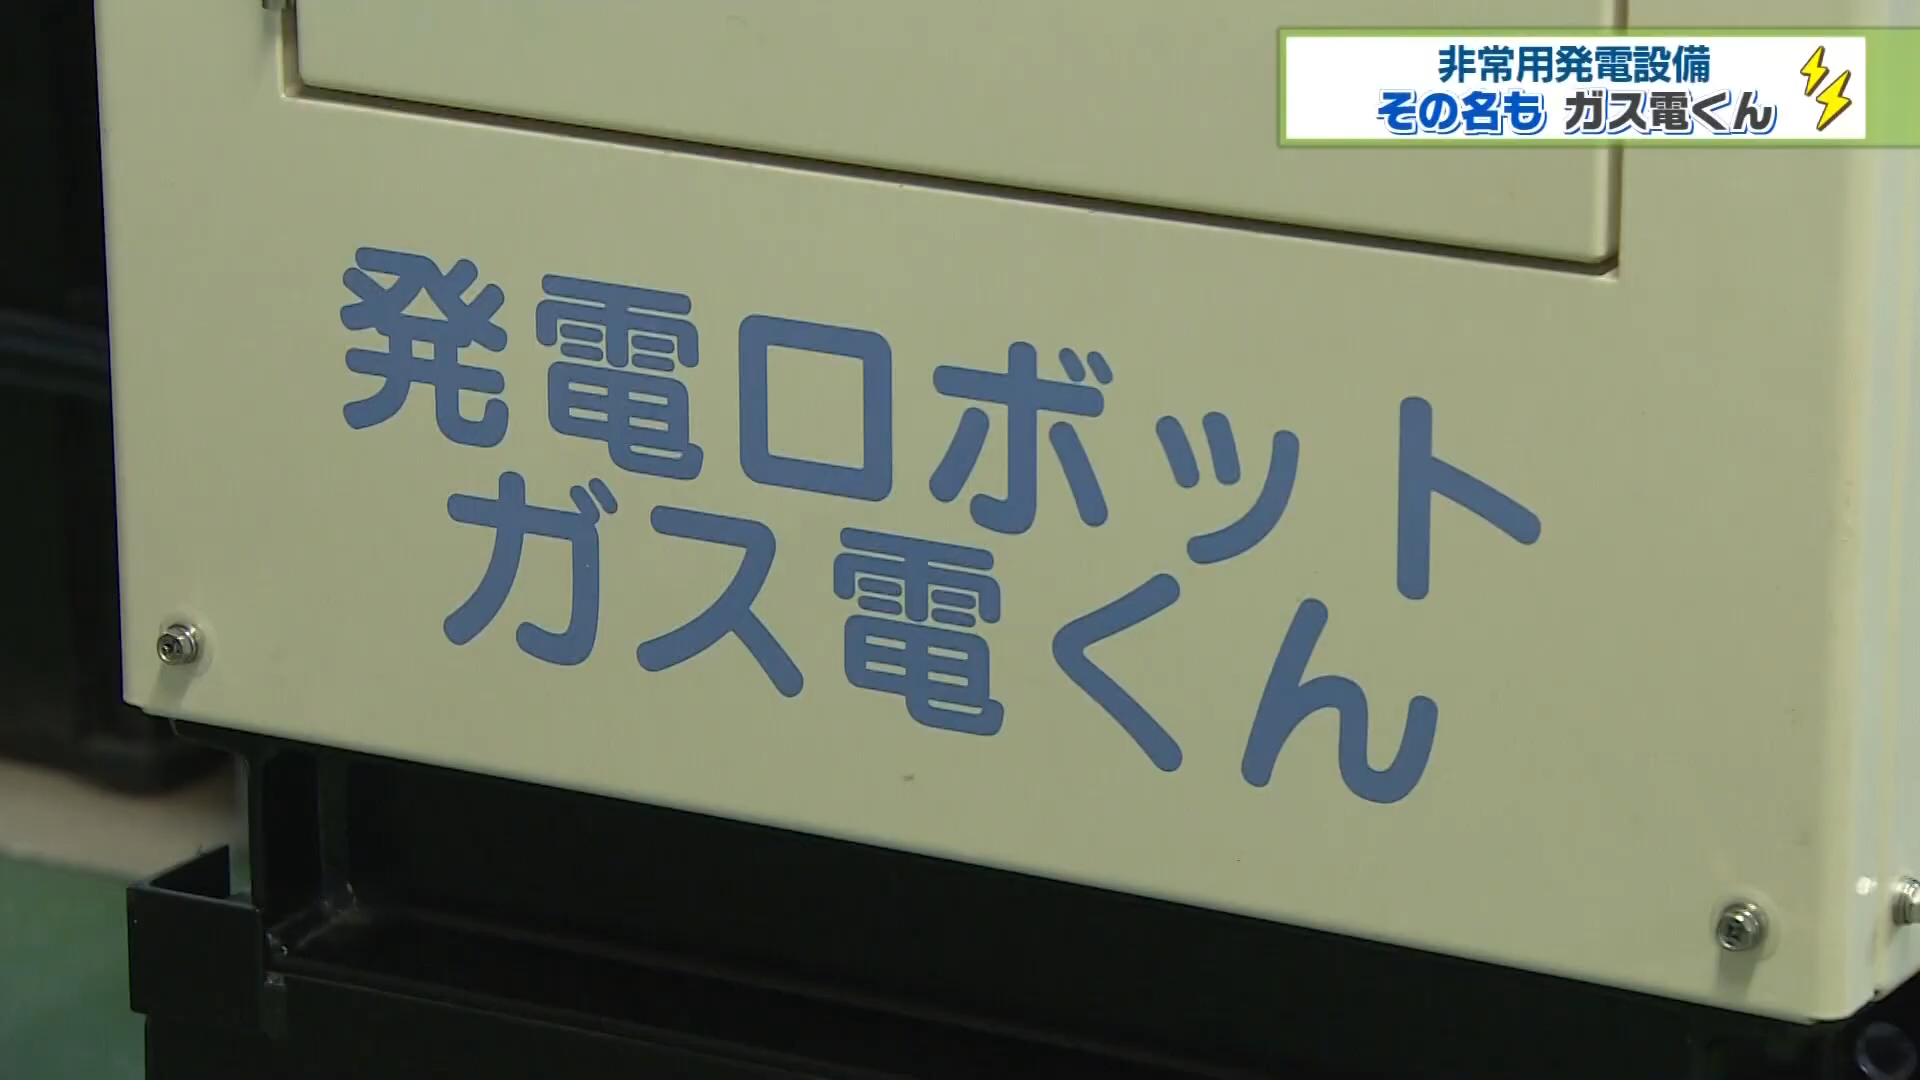 非常用発電設備
その名も ガス電くん
発電ロボット
ガス電くん